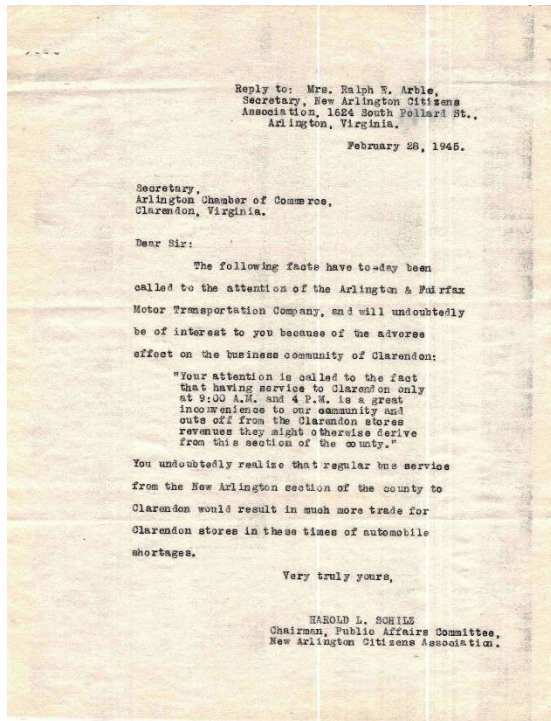 Reply to: Mrs. Ralph E. Arble,
Secretary, New Arlington Citizens
Association, 1624 South Pollard St.,
Arlington, Virginia.
February 28, 1945.
Secretary,
Arlington Chamber of Commerce,
Clarendon, Virginia.
Dear Sir:
The following facts have to-day been
called to the attention of the Arlington & Fairfax
Motor Transportation Company, and will undoubtedly
be of interest to you because of the adverse
effect on the business community of Clarendon:
"Your attention is called to the fact
that having service to Clarendon only
at 9:00 A.M. and 4 P.M. is a great
inconvenience to our community and
cuts off from the Clarendon stores
revenues they might otherwise derive
from this section of the county."
You undoubtedly realize that regular bus service
from the New Arlington section of the county to
Clarendon would result in much more trade for
Clarendon stores in these times of automobile
shortages.
Very truly yours,
HAROLD L. SCHILZ
Chairman, Public Affairs Committee,
New Arlington Citizens Association.